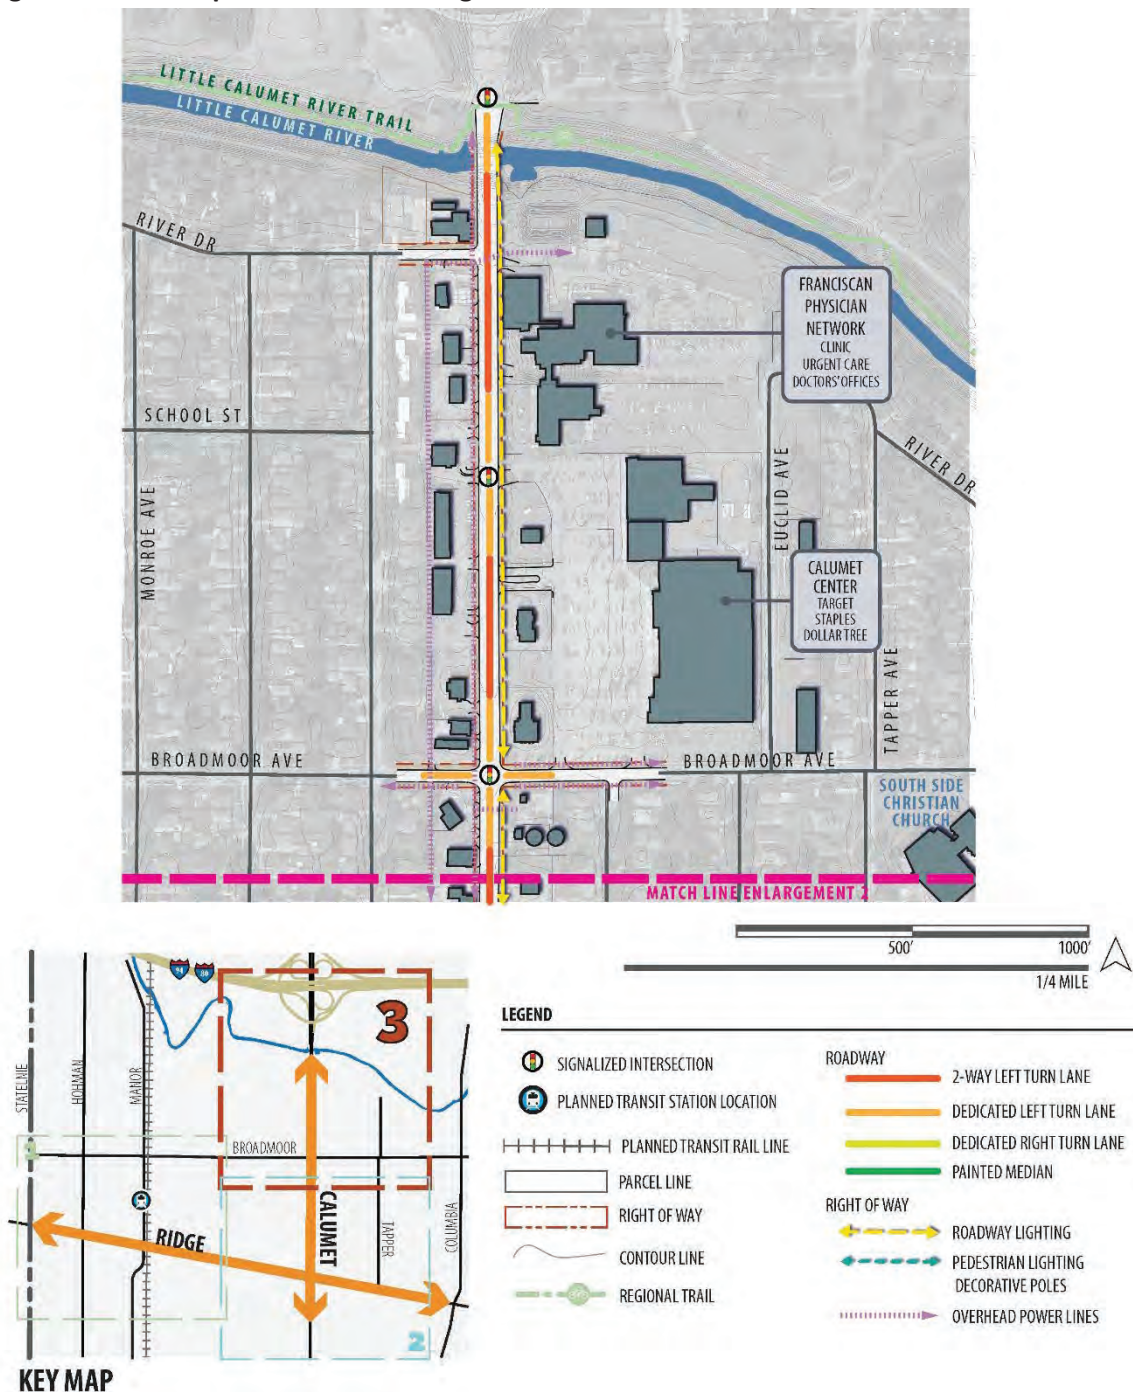 LITTLE CALUMET RIVER TRAIL
LITTLE CALUMET RIVER
RIVER DR
FRANCISCAN
PHYSICIAN
NETWORK
CLINIC
URGENT CARE
DOCTORS' OFFICES
SCHOOL ST
MONROE AVE
EUCLID AVE
RIVER DR
CALUMET
CENTER
TARGET
STAPLES
DOLLAR TREE
TAPPER AVE
BROADMOOR AVE
BROADMOOR AVE
SOUTH SIDE
CHRISTIAN
CHURCH
MATCH LINE ENLARGEMENT 2
500'
1000'
1/4 MILE
94
80
3
STATELNIE
HOHMAN
MANOR
BROADMOOR
CALUMET
TAPPER
COLUMBIA
RIDGE
2
KEY MAP
LEGEND
SIGNALIZED INTERSECTION
PLANNED TRANSIT STATION LOCATION
PLANNED TRANSIT RAIL LINE
PARCEL LINE
RIGHT OF WAY
CONTOUR LINE
REGIONAL TRAIL
ROADWAY
2-WAY LEFT TURN LANE
DEDICATED LEFT TURN LANE
DEDICATED RIGHT TURN LANE
PAINTED MEDIAN
RIGHT OF WAY
ROADWAY LIGHTING
PEDESTRIAN LIGHTING
DECORATIVE POLES
OVERHEAD POWER LINES